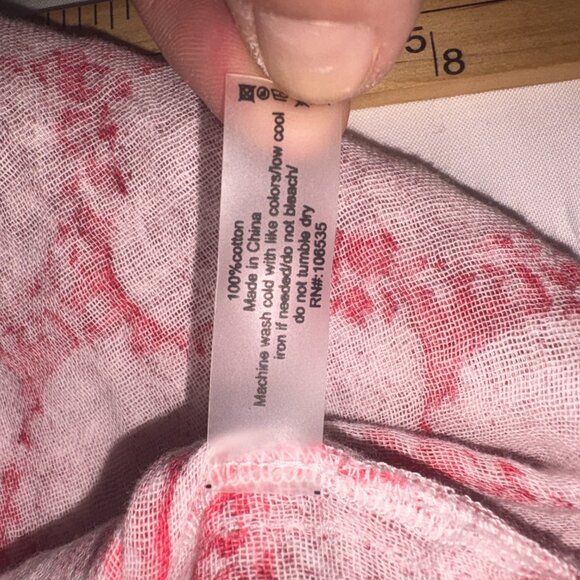 100%cotton
Made in China
Machine wash cold with like colors/low cool
iron if needed/do not bleach/
do not tumble dry
RN#:106535
5
8